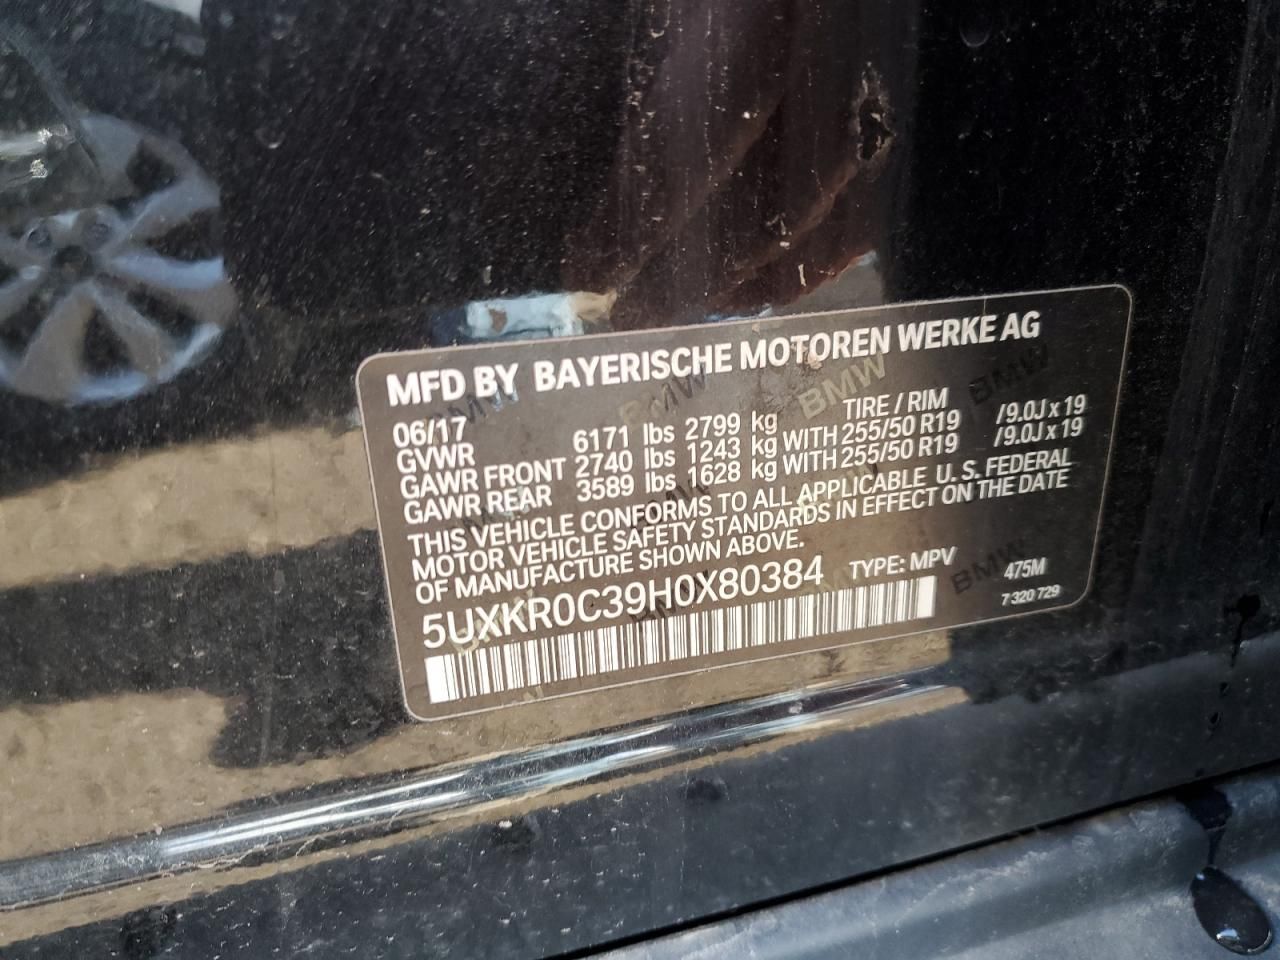 MFD BY BAYERISCHE MOTOREN WERKE AG
06/17 TIRE / RIM
GVWR 6171 lbs 2799 kg
GAWR FRONT 2740 lbs 1243 kg WITH 255/50 R19 /9.0J x 19
GAWR REAR 3589 lbs 1628 kg WITH 255/50 R19 /9.0J x 19
THIS VEHICLE CONFORMS TO ALL APPLICABLE U. S. FEDERAL
MOTOR VEHICLE SAFETY STANDARDS IN EFFECT ON THE DATE
OF MANUFACTURE SHOWN ABOVE.
5UXKR0C39H0X80384 TYPE: MPV 475M
7 320 729